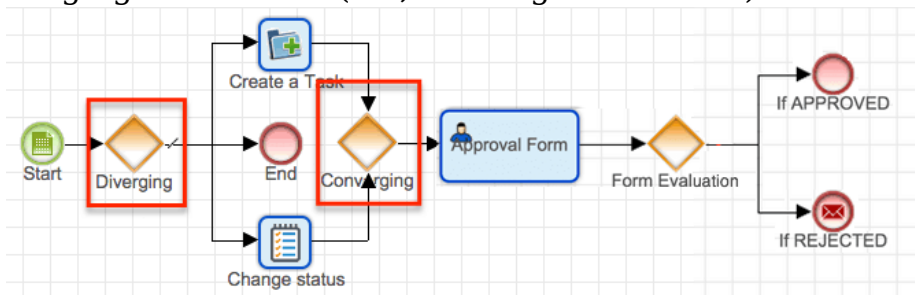 Create a Task
If APPROVED
Approval Form
Start
Diverging
End
Converging
Form Evaluation
If REJECTED
Change status